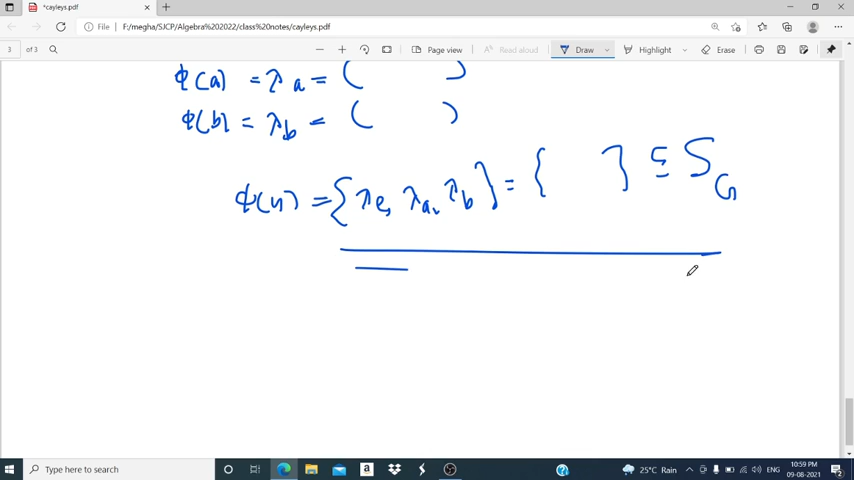 *cayleys.pdf
File F:/megha/SJCP/Algebra%202022/class%20notes/cayleys.pdf
3 of 3 Page view Read aloud Draw Highlight Erase
φ(a) = λa = ( )
φ(b) = λb = ( )
φ(G) = {λe, λa, λb} = { } ⊆ S_G
Type here to search
25°C Rain ENG 10:59 PM
09-08-2021